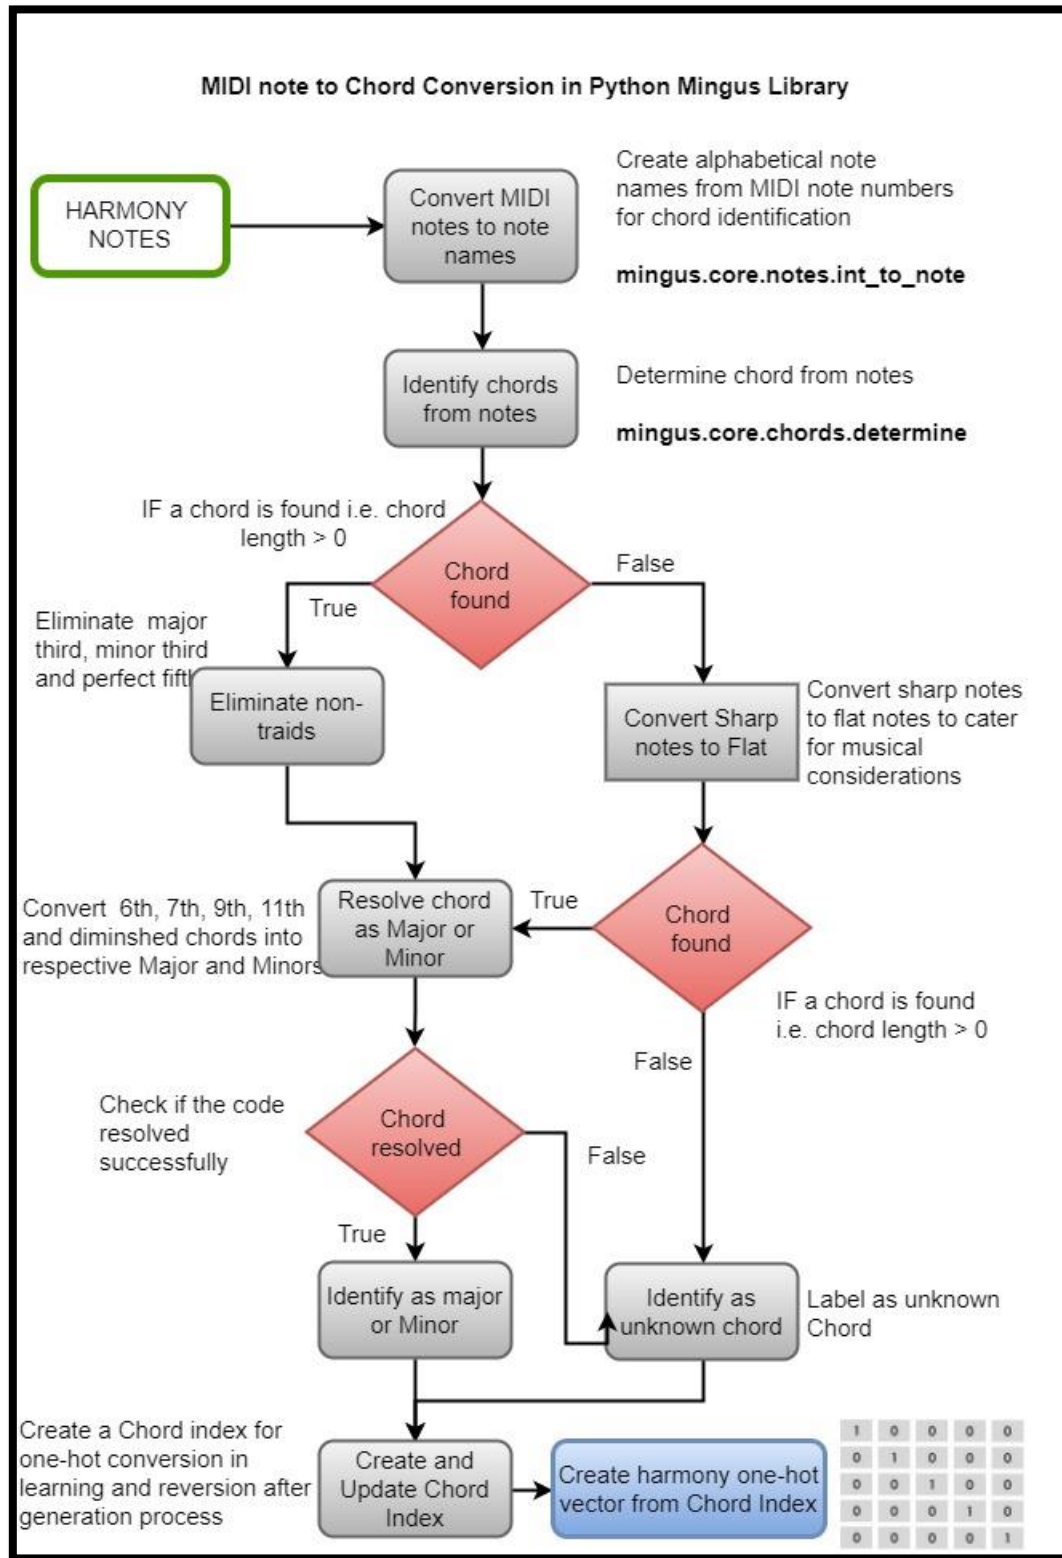 MIDI note to Chord Conversion in Python Mingus Library
HARMONY
NOTES
Convert MIDI
notes to note
names
Create alphabetical note
names from MIDI note numbers
for chord identification
mingus.core.notes.int_to_note
Identify chords
from notes
Determine chord from notes
mingus.core.chords.determine
IF a chord is found i.e. chord
length > 0
Chord
found
False
True
Eliminate major
third, minor third
and perfect fifth
Eliminate non-
traids
Convert Sharp
notes to Flat
Convert sharp notes
to flat notes to cater
for musical
considerations
Convert 6th, 7th, 9th, 11th
and diminshed chords into
respective Major and Minors
Resolve chord
as Major or
Minor
True
Chord
found
IF a chord is found
i.e. chord length > 0
False
Check if the code
resolved
successfully
Chord
resolved
False
True
Identify as major
or Minor
Identify as
unknown chord
Label as unknown
Chord
Create a Chord index for
one-hot conversion in
learning and reversion after
generation process
Create and
Update Chord
Index
Create harmony one-hot
vector from Chord Index
1 0 0 0 0
0 1 0 0 0
0 0 1 0 0
0 0 0 1 0
0 0 0 0 1